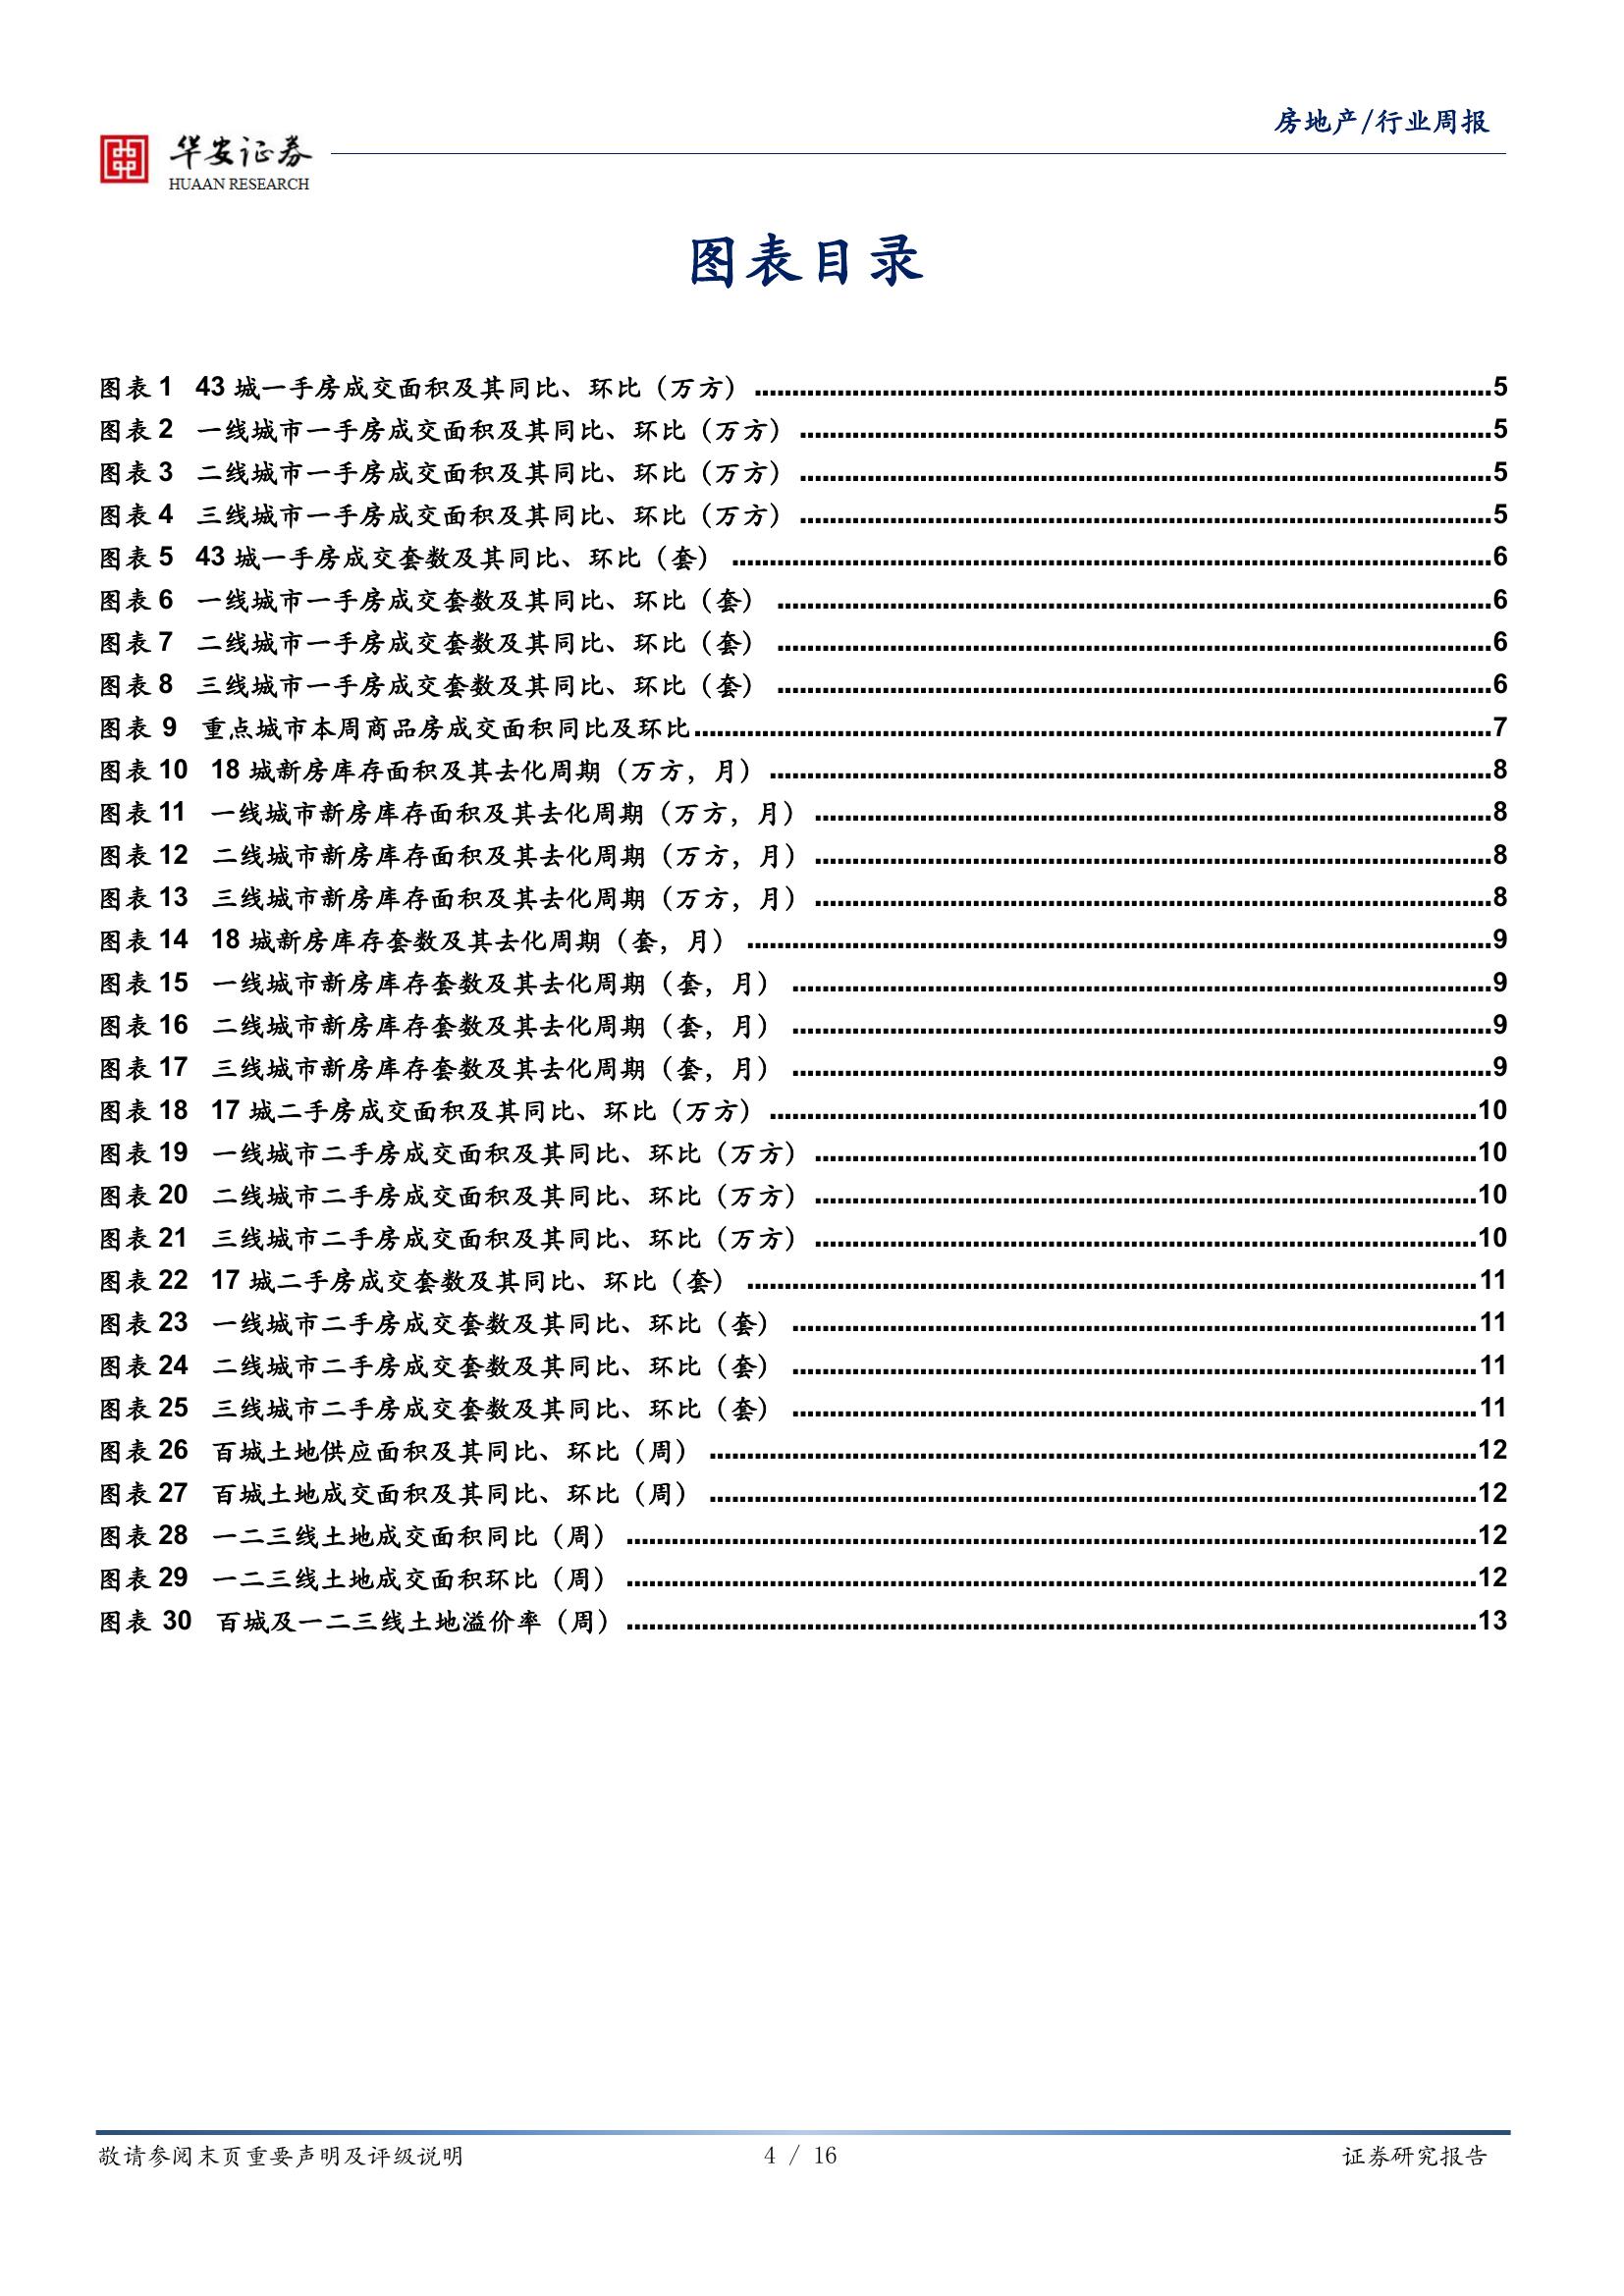 房地产/行业周报
华安证券
HUAAN RESEARCH
图表目录
图表 1 43 城一手房成交面积及其同比、环比（万方）..........5
图表 2 一线城市一手房成交面积及其同比、环比（万方）..........5
图表 3 二线城市一手房成交面积及其同比、环比（万方）..........5
图表 4 三线城市一手房成交面积及其同比、环比（万方）..........5
图表 5 43 城一手房成交套数及其同比、环比（套）..........6
图表 6 一线城市一手房成交套数及其同比、环比（套）..........6
图表 7 二线城市一手房成交套数及其同比、环比（套）..........6
图表 8 三线城市一手房成交套数及其同比、环比（套）..........6
图表 9 重点城市本周商品房成交面积同比及环比..........7
图表 10 18 城新房库存面积及其去化周期（万方，月）..........8
图表 11 一线城市新房库存面积及其去化周期（万方，月）..........8
图表 12 二线城市新房库存面积及其去化周期（万方，月）..........8
图表 13 三线城市新房库存面积及其去化周期（万方，月）..........8
图表 14 18 城新房库存套数及其去化周期（套，月）..........9
图表 15 一线城市新房库存套数及其去化周期（套，月）..........9
图表 16 二线城市新房库存套数及其去化周期（套，月）..........9
图表 17 三线城市新房库存套数及其去化周期（套，月）..........9
图表 18 17 城二手房成交面积及其同比、环比（万方）..........10
图表 19 一线城市二手房成交面积及其同比、环比（万方）..........10
图表 20 二线城市二手房成交面积及其同比、环比（万方）..........10
图表 21 三线城市二手房成交面积及其同比、环比（万方）..........10
图表 22 17 城二手房成交套数及其同比、环比（套）..........11
图表 23 一线城市二手房成交套数及其同比、环比（套）..........11
图表 24 二线城市二手房成交套数及其同比、环比（套）..........11
图表 25 三线城市二手房成交套数及其同比、环比（套）..........11
图表 26 百城土地供应面积及其同比、环比（周）..........12
图表 27 百城土地成交面积及其同比、环比（周）..........12
图表 28 一二三线土地成交面积同比（周）..........12
图表 29 一二三线土地成交面积环比（周）..........12
图表 30 百城及一二三线土地溢价率（周）..........13
敬请参阅末页重要声明及评级说明 4 / 16 证券研究报告